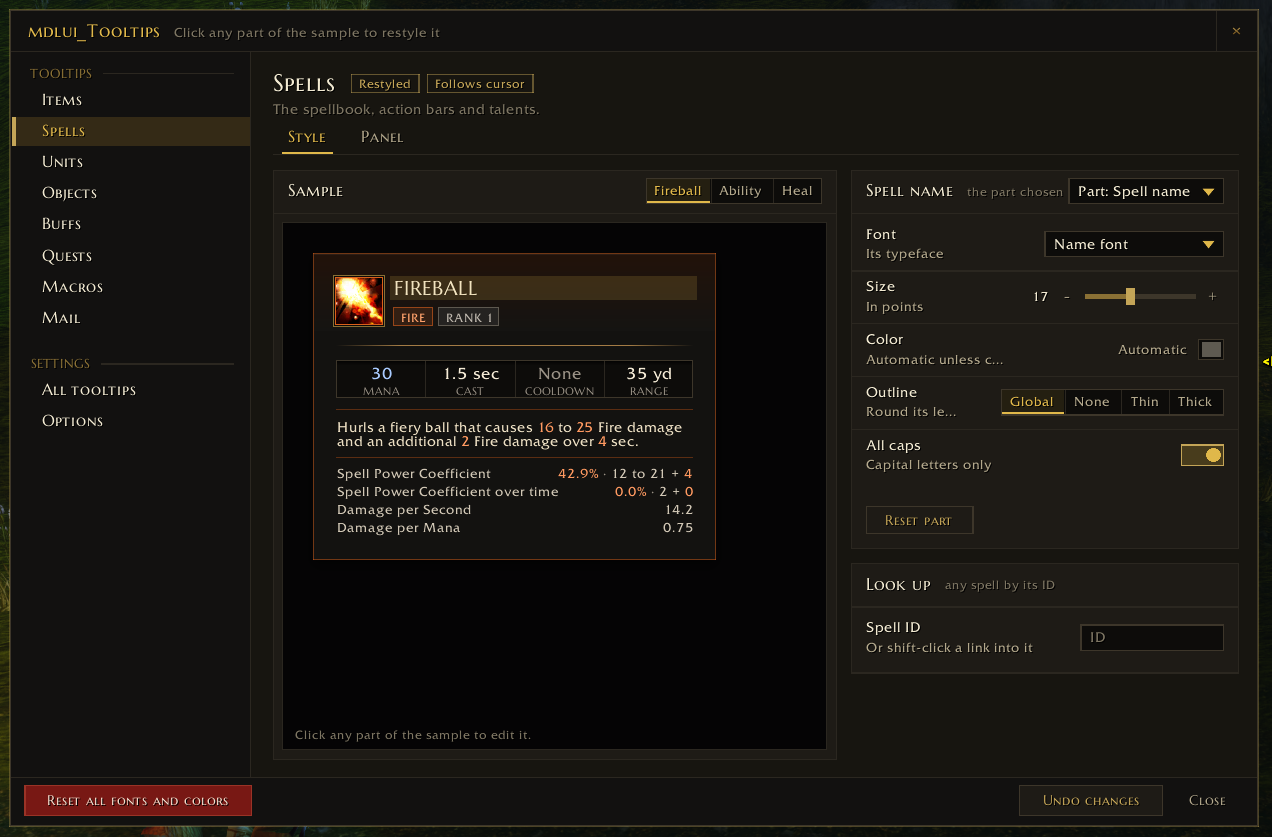 MDLUI_TOOLTIPS Click any part of the sample to restyle it ×
TOOLTIPS
ITEMS
SPELLS
UNITS
OBJECTS
BUFFS
QUESTS
MACROS
MAIL
SETTINGS
ALL TOOLTIPS
OPTIONS
SPELLS Restyled Follows cursor
The spellbook, action bars and talents.
STYLE PANEL
SAMPLE Fireball Ability Heal
FIREBALL
FIRE RANK 1
30 1.5 sec None 35 yd
MANA CAST COOLDOWN RANGE
Hurls a fiery ball that causes 16 to 25 Fire damage
and an additional 2 Fire damage over 4 sec.
Spell Power Coefficient 42.9% · 12 to 21 + 4
Spell Power Coefficient over time 0.0% · 2 + 0
Damage per Second 14.2
Damage per Mana 0.75
Click any part of the sample to edit it.
SPELL NAME the part chosen Part: Spell name
Font Name font
Its typeface
Size 17 - +
In points
Color Automatic
Automatic unless c...
Outline Global None Thin Thick
Round its le...
All caps
Capital letters only
RESET PART
LOOK UP any spell by its ID
Spell ID ID
Or shift-click a link into it
RESET ALL FONTS AND COLORS UNDO CHANGES CLOSE